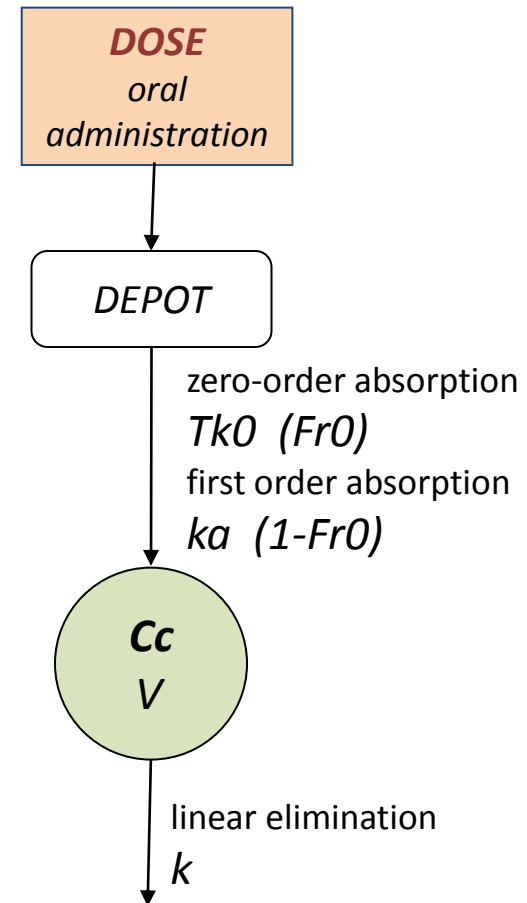 DOSE
oral
administration
DEPOT
zero-order absorption
Tk0 (Fr0)
first order absorption
ka (1-Fr0)
Cc
V
linear elimination
k